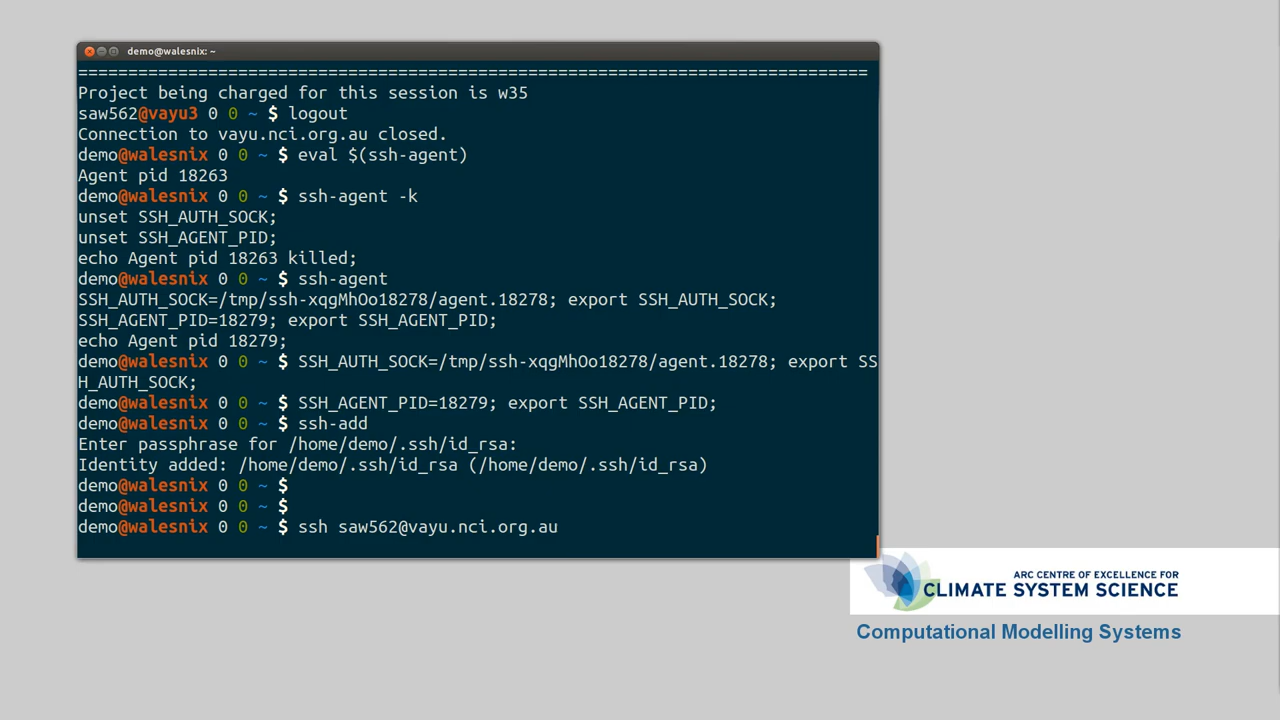 demo@walesnix: ~
===============================================================================
Project being charged for this session is w35
saw562@vayu3 0 0 ~ $ logout
Connection to vayu.nci.org.au closed.
demo@walesnix 0 0 ~ $ eval $(ssh-agent)
Agent pid 18263
demo@walesnix 0 0 ~ $ ssh-agent -k
unset SSH_AUTH_SOCK;
unset SSH_AGENT_PID;
echo Agent pid 18263 killed;
demo@walesnix 0 0 ~ $ ssh-agent
SSH_AUTH_SOCK=/tmp/ssh-xqgMhOo18278/agent.18278; export SSH_AUTH_SOCK;
SSH_AGENT_PID=18279; export SSH_AGENT_PID;
echo Agent pid 18279;
demo@walesnix 0 0 ~ $ SSH_AUTH_SOCK=/tmp/ssh-xqgMhOo18278/agent.18278; export SS
H_AUTH_SOCK;
demo@walesnix 0 0 ~ $ SSH_AGENT_PID=18279; export SSH_AGENT_PID;
demo@walesnix 0 0 ~ $ ssh-add
Enter passphrase for /home/demo/.ssh/id_rsa:
Identity added: /home/demo/.ssh/id_rsa (/home/demo/.ssh/id_rsa)
demo@walesnix 0 0 ~ $
demo@walesnix 0 0 ~ $
demo@walesnix 0 0 ~ $ ssh saw562@vayu.nci.org.au
ARC CENTRE OF EXCELLENCE FOR
CLIMATE SYSTEM SCIENCE
Computational Modelling Systems